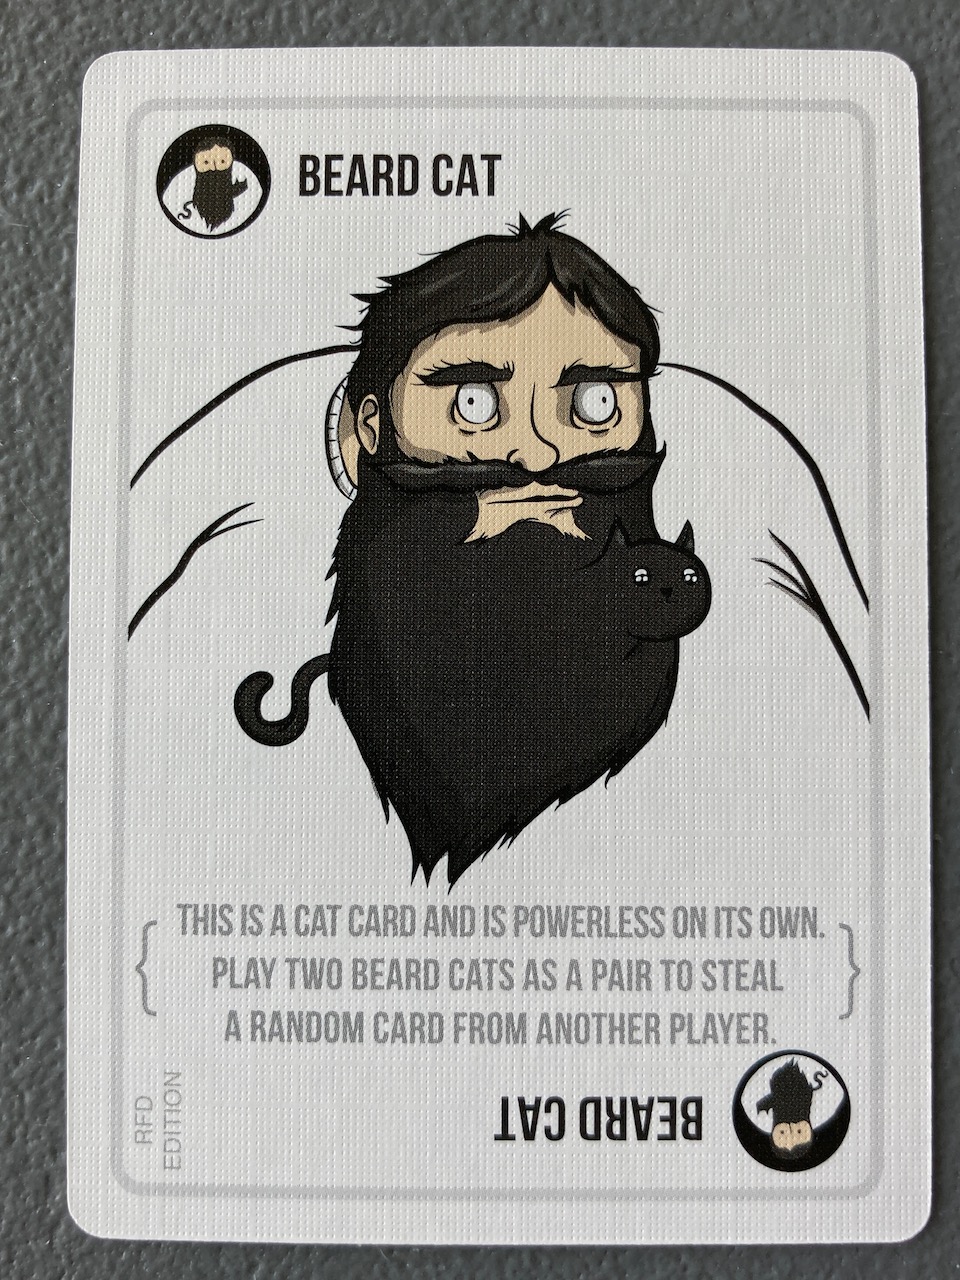 BEARD CAT
THIS IS A CAT CARD AND IS POWERLESS ON ITS OWN.
PLAY TWO BEARD CATS AS A PAIR TO STEAL
A RANDOM CARD FROM ANOTHER PLAYER.
RFD
EDITION
BEARD CAT